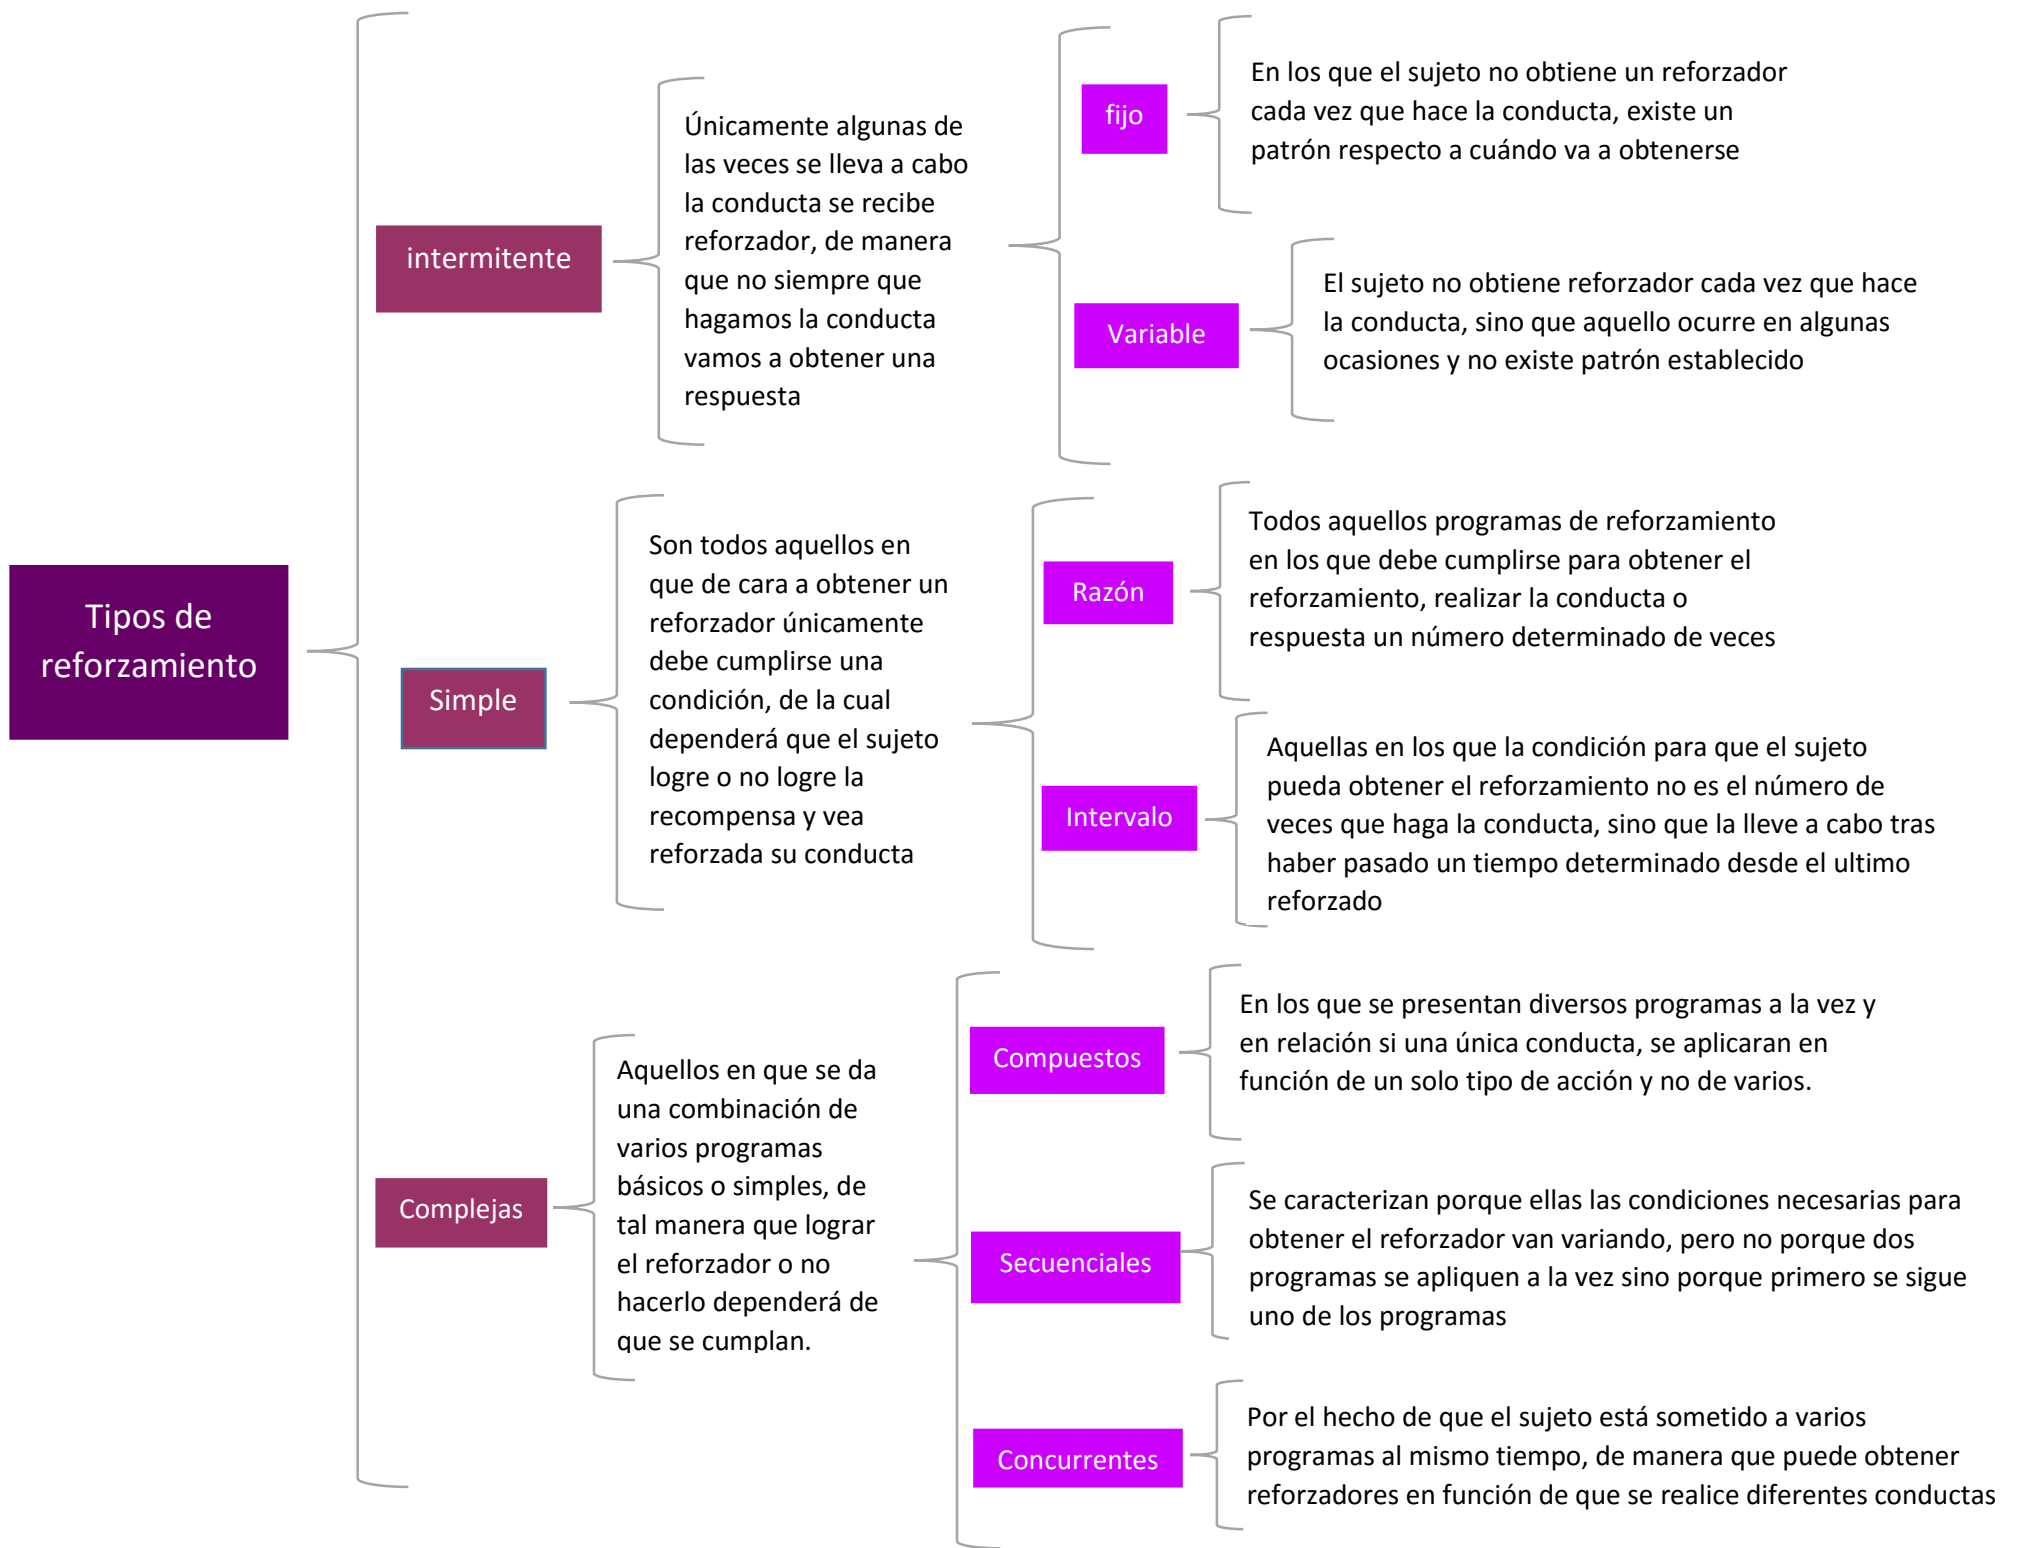 Tipos de
reforzamiento
intermitente
Únicamente algunas de
las veces se lleva a cabo
la conducta se recibe
reforzador, de manera
que no siempre que
hagamos la conducta
vamos a obtener una
respuesta
fijo
En los que el sujeto no obtiene un reforzador
cada vez que hace la conducta, existe un
patrón respecto a cuándo va a obtenerse
Variable
El sujeto no obtiene reforzador cada vez que hace
la conducta, sino que aquello ocurre en algunas
ocasiones y no existe patrón establecido
Simple
Son todos aquellos en
que de cara a obtener un
reforzador únicamente
debe cumplirse una
condición, de la cual
dependerá que el sujeto
logre o no logre la
recompensa y vea
reforzada su conducta
Razón
Todos aquellos programas de reforzamiento
en los que debe cumplirse para obtener el
reforzamiento, realizar la conducta o
respuesta un número determinado de veces
Intervalo
Aquellas en los que la condición para que el sujeto
pueda obtener el reforzamiento no es el número de
veces que haga la conducta, sino que la lleve a cabo tras
haber pasado un tiempo determinado desde el ultimo
reforzado
Complejas
Aquellos en que se da
una combinación de
varios programas
básicos o simples, de
tal manera que lograr
el reforzador o no
hacerlo dependerá de
que se cumplan.
Compuestos
En los que se presentan diversos programas a la vez y
en relación si una única conducta, se aplicaran en
función de un solo tipo de acción y no de varios.
Secuenciales
Se caracterizan porque ellas las condiciones necesarias para
obtener el reforzador van variando, pero no porque dos
programas se apliquen a la vez sino porque primero se sigue
uno de los programas
Concurrentes
Por el hecho de que el sujeto está sometido a varios
programas al mismo tiempo, de manera que puede obtener
reforzadores en función de que se realice diferentes conductas